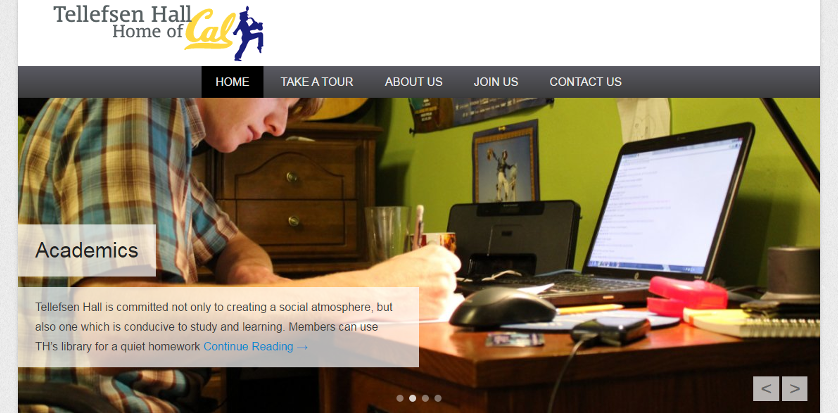 Tellefsen Hall
Home of Cal
HOME TAKE A TOUR ABOUT US JOIN US CONTACT US
Academics
Tellefsen Hall is committed not only to creating a social atmosphere, but
also one which is conducive to study and learning. Members can use
TH's library for a quiet homework Continue Reading →
< >